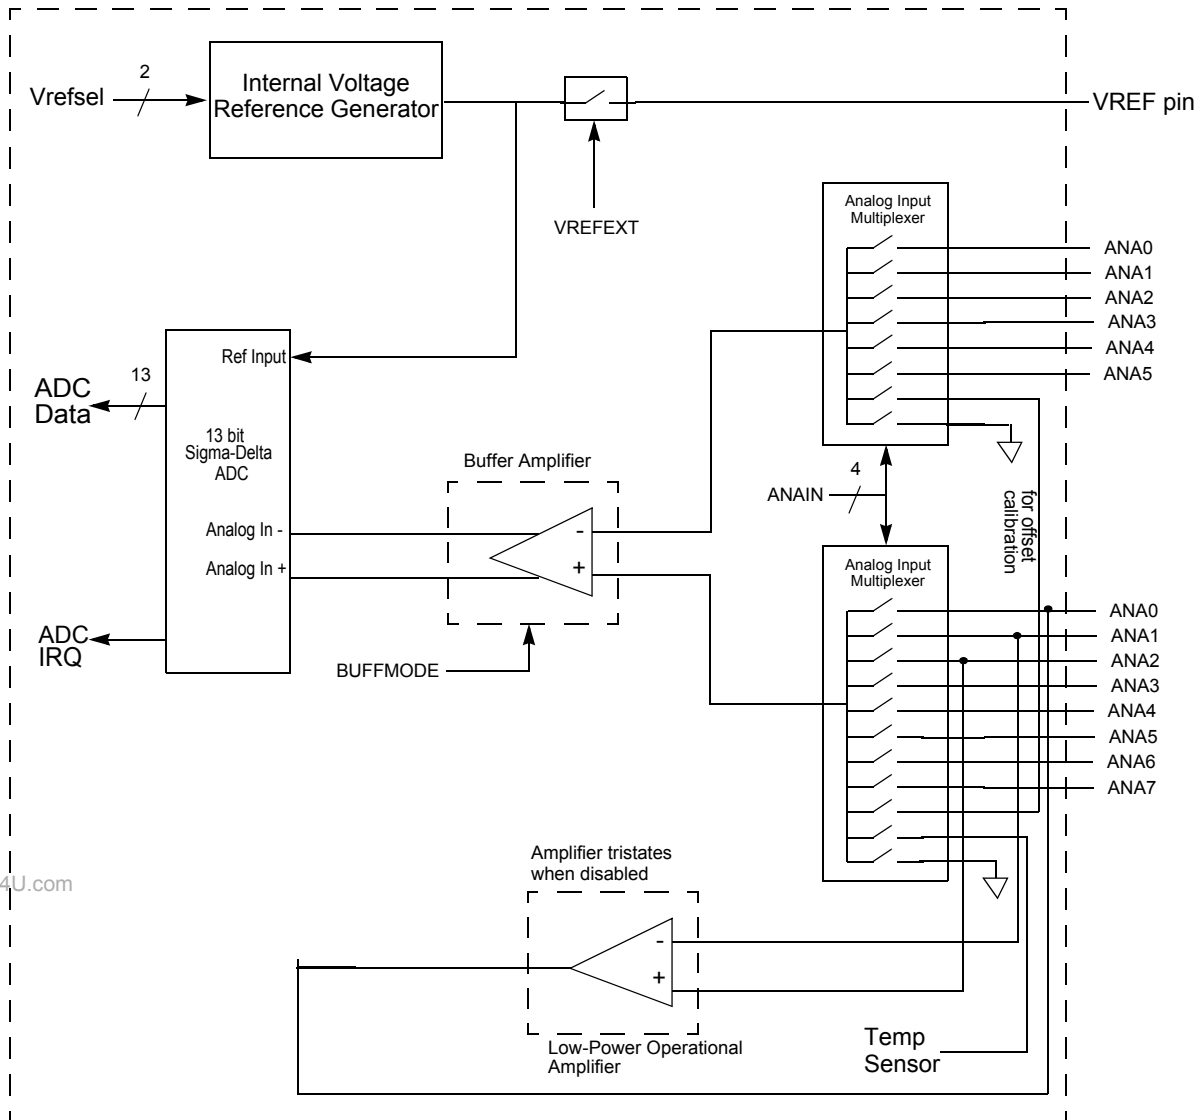 2
Vrefsel
Internal Voltage
Reference Generator
VREF pin
VREFEXT
Analog Input
Multiplexer
ANA0
ANA1
ANA2
ANA3
ANA4
ANA5
Ref Input
13
ADC
Data
13 bit
Sigma-Delta
ADC
Buffer Amplifier
4
ANAIN
for offset
calibration
Analog In -
Analog In +
-
+
Analog Input
Multiplexer
ADC
IRQ
BUFFMODE
ANA0
ANA1
ANA2
ANA3
ANA4
ANA5
ANA6
ANA7
Amplifier tristates
when disabled
4U.com
-
+
Temp
Sensor
Low-Power Operational
Amplifier